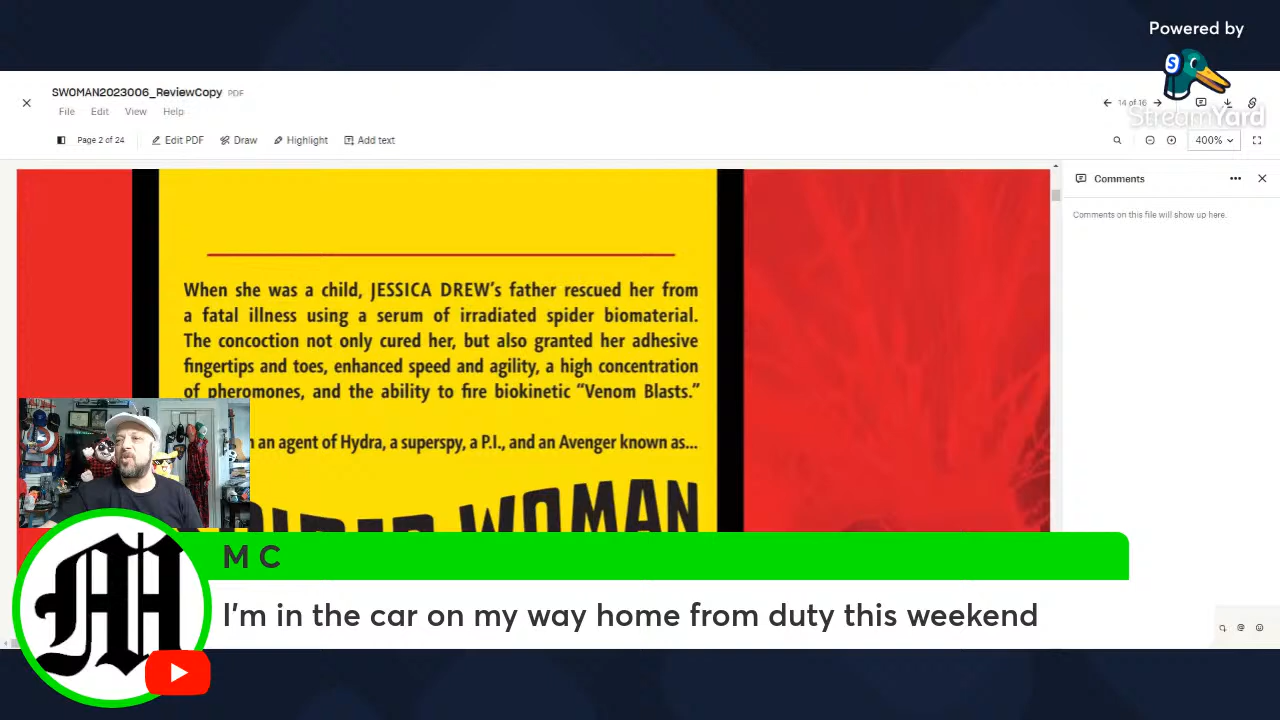 Powered by
StreamYard
SWOMAN2023006_ReviewCopy PDF
File Edit View Help
14 of 16
Page 2 of 24 Edit PDF Draw Highlight Add text
400%
Comments
Comments on this file will show up here.
When she was a child, JESSICA DREW's father rescued her from
a fatal illness using a serum of irradiated spider biomaterial.
The concoction not only cured her, but also granted her adhesive
fingertips and toes, enhanced speed and agility, a high concentration
of pheromones, and the ability to fire biokinetic “Venom Blasts.”
an agent of Hydra, a superspy, a P.I., and an Avenger known as...
WOMAN
M C
I'm in the car on my way home from duty this weekend